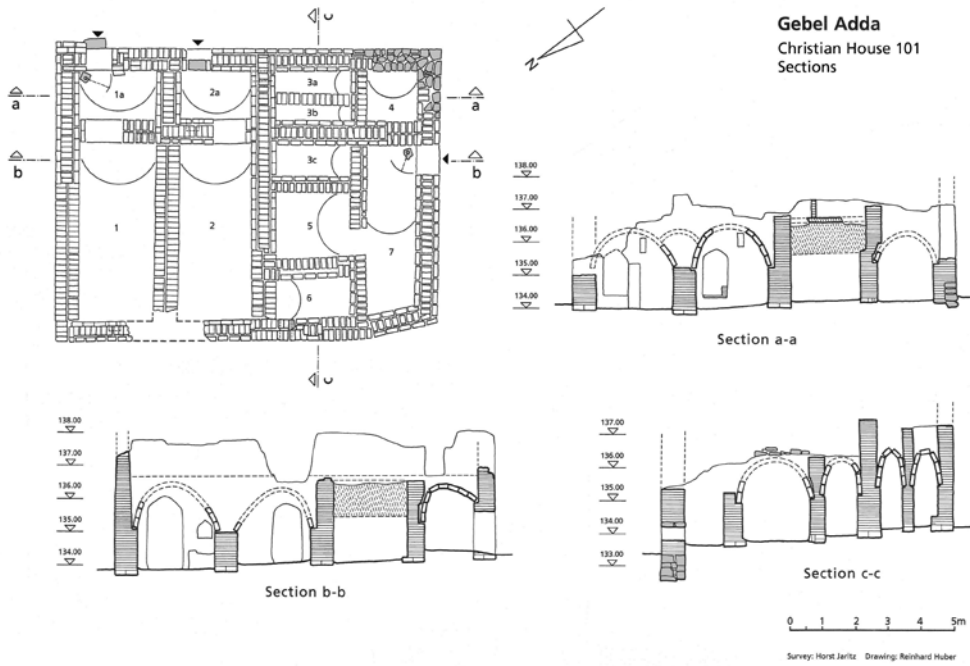 Gebel Adda
Christian House 101
Sections
N
c
1a
2a
3a
3b
4
a
a
b
b
3c
1
2
5
7
6
c
138.00
137.00
136.00
135.00
134.00
Section a-a
138.00
137.00
136.00
135.00
134.00
Section b-b
137.00
136.00
135.00
134.00
133.00
Section c-c
0 1 2 3 4 5m
Survey: Horst Jaritz Drawing: Reinhard Huber